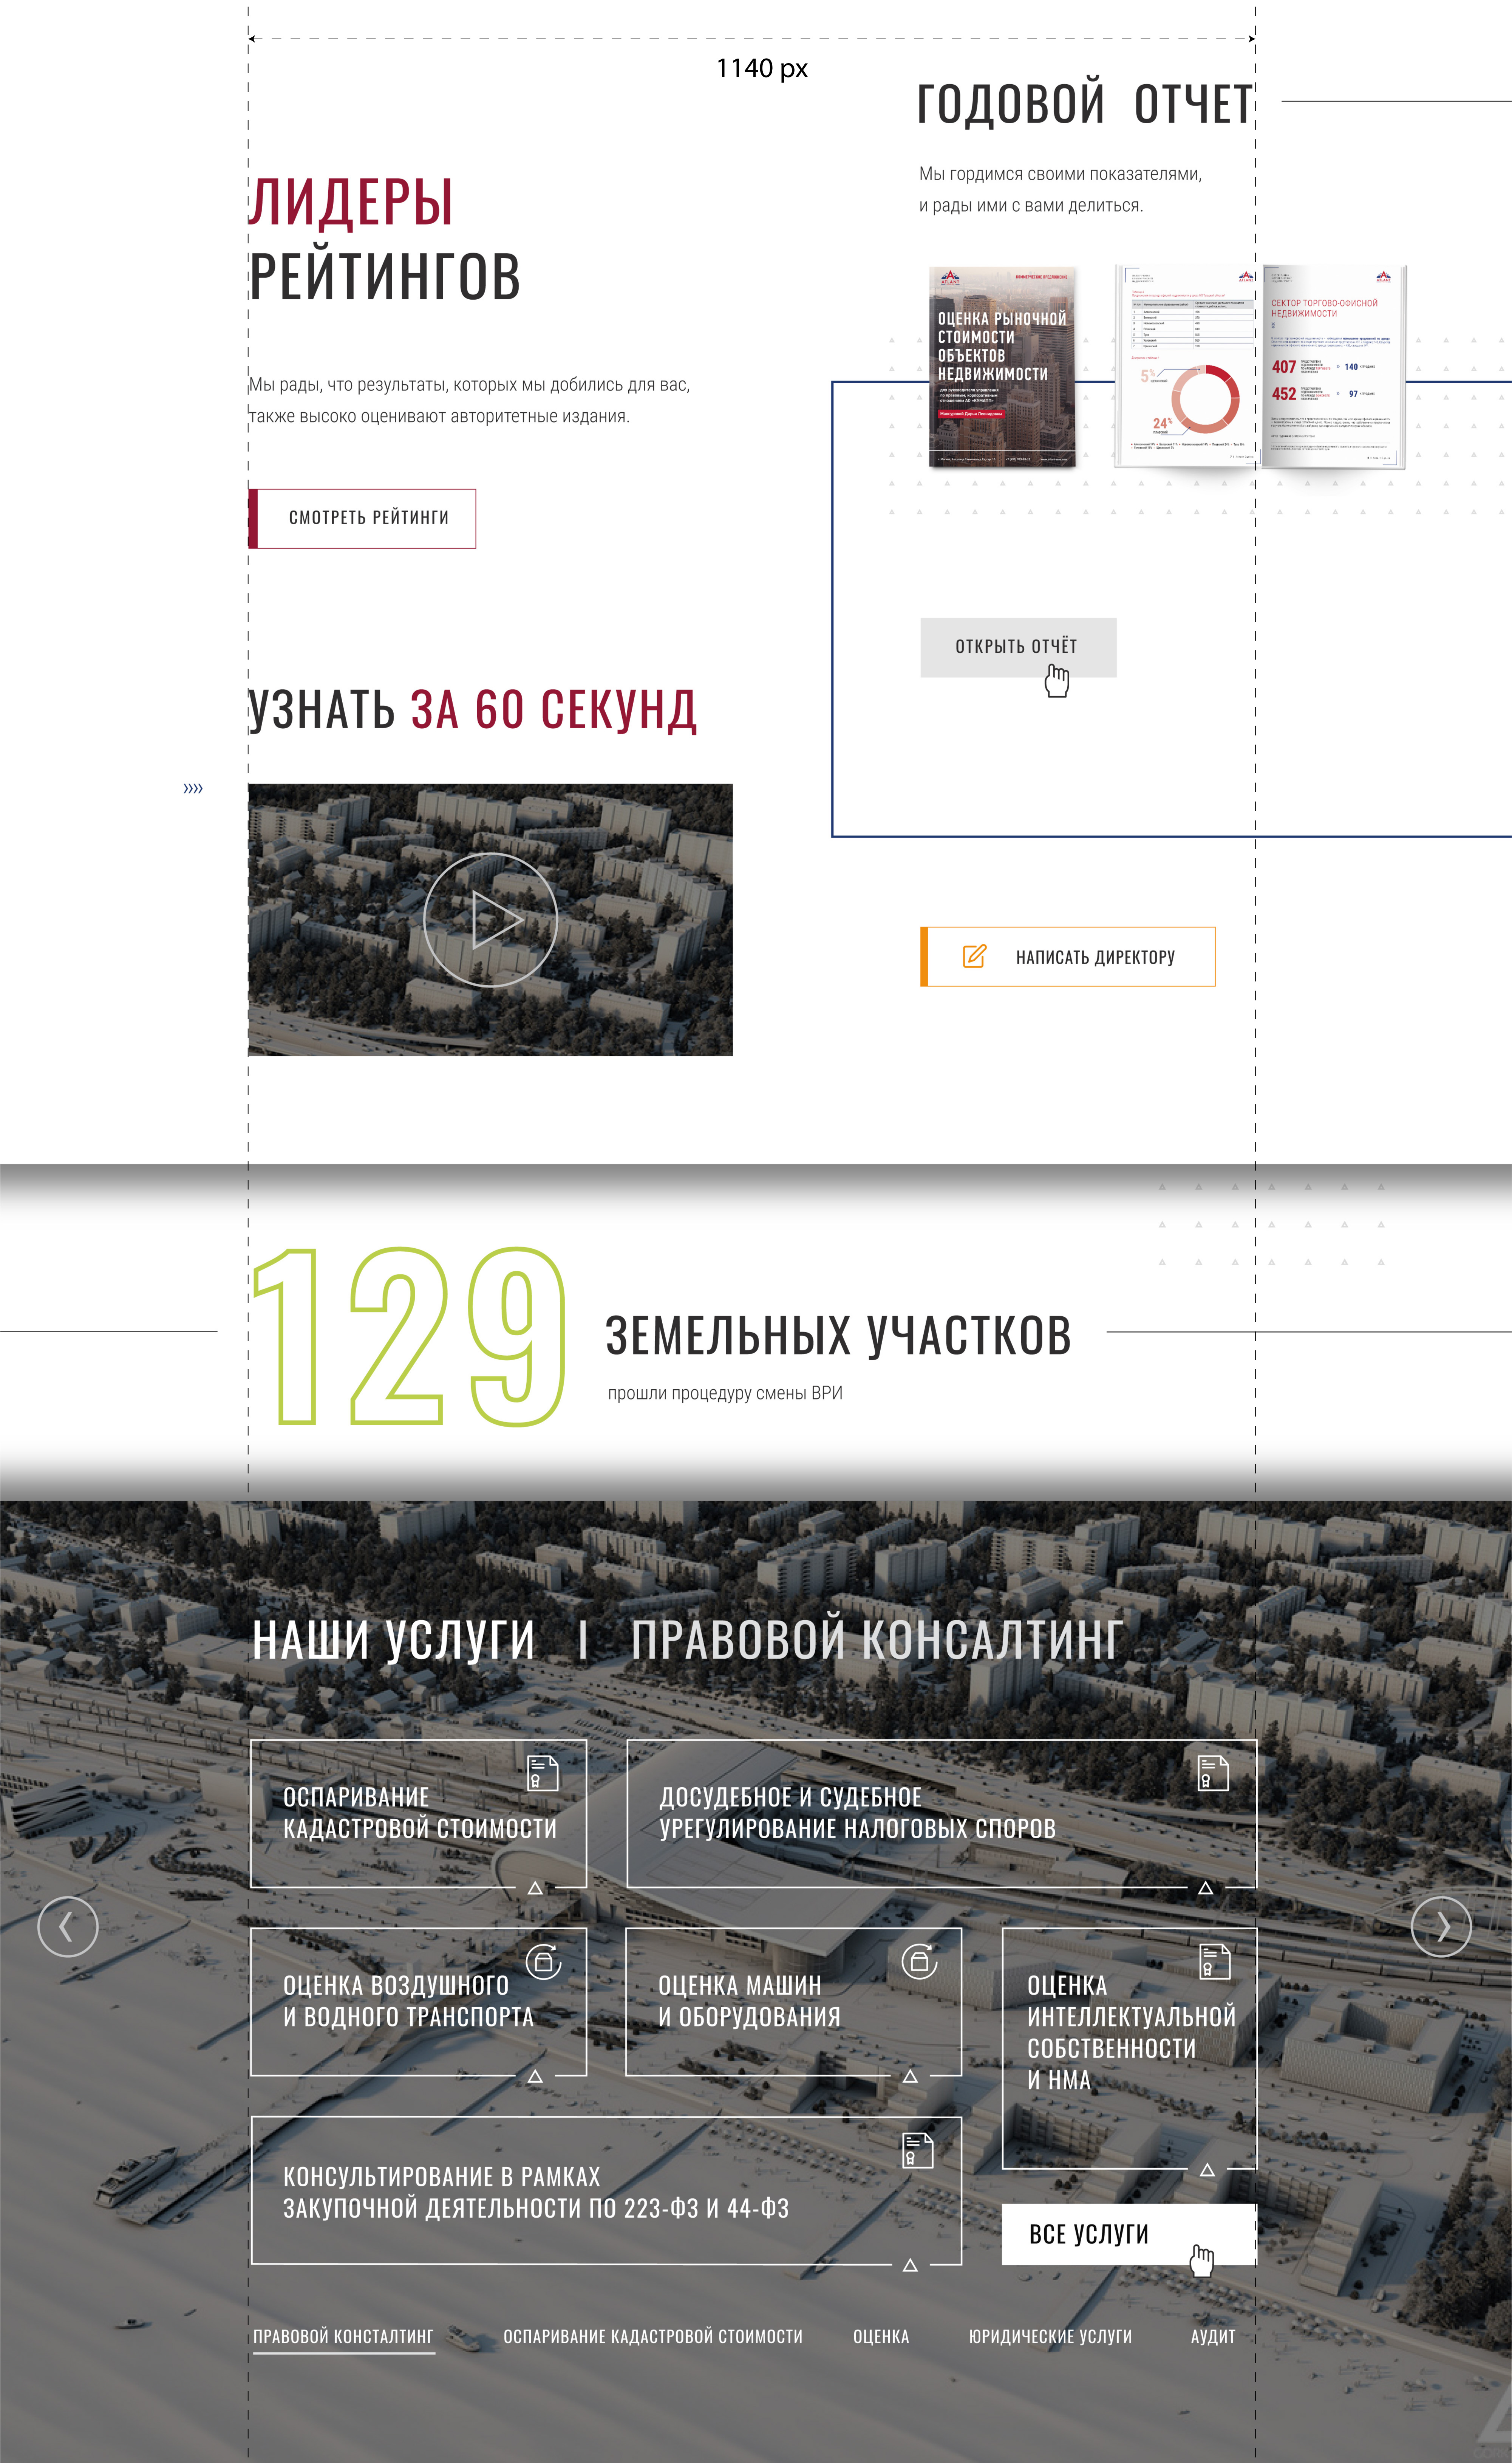 1140 px
ГОДОВОЙ ОТЧЕТ
Мы гордимся своими показателями,
и рады ими с вами делиться.
ЛИДЕРЫ
РЕЙТИНГОВ
Мы рады, что результаты, которых мы добились для вас,
также высоко оценивают авторитетные издания.
СМОТРЕТЬ РЕЙТИНГИ
ATLANT
КОММЕРЧЕСКОЕ ПРЕДЛОЖЕНИЕ
ОЦЕНКА РЫНОЧНОЙ
СТОИМОСТИ
ОБЪЕКТОВ
НЕДВИЖИМОСТИ
5%
24%
СЕКТОР ТОРГОВО-ОФИСНОЙ
НЕДВИЖИМОСТИ
407
140
452
97
ОТКРЫТЬ ОТЧЁТ
УЗНАТЬ ЗА 60 СЕКУНД
НАПИСАТЬ ДИРЕКТОРУ
129
ЗЕМЕЛЬНЫХ УЧАСТКОВ
прошли процедуру смены ВРИ
НАШИ УСЛУГИ | ПРАВОВОЙ КОНСАЛТИНГ
ОСПАРИВАНИЕ
КАДАСТРОВОЙ СТОИМОСТИ
ДОСУДЕБНОЕ И СУДЕБНОЕ
УРЕГУЛИРОВАНИЕ НАЛОГОВЫХ СПОРОВ
ОЦЕНКА ВОЗДУШНОГО
И ВОДНОГО ТРАНСПОРТА
ОЦЕНКА МАШИН
И ОБОРУДОВАНИЯ
ОЦЕНКА
ИНТЕЛЛЕКТУАЛЬНОЙ
СОБСТВЕННОСТИ
И НМА
КОНСУЛЬТИРОВАНИЕ В РАМКАХ
ЗАКУПОЧНОЙ ДЕЯТЕЛЬНОСТИ ПО 223-ФЗ И 44-ФЗ
ВСЕ УСЛУГИ
ПРАВОВОЙ КОНСТАЛТИНГ
ОСПАРИВАНИЕ КАДАСТРОВОЙ СТОИМОСТИ
ОЦЕНКА
ЮРИДИЧЕСКИЕ УСЛУГИ
АУДИТ